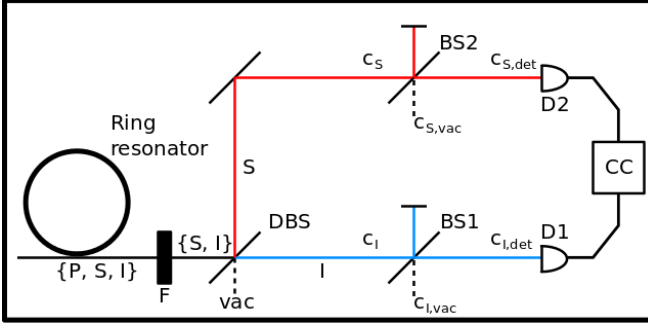 BS2
c_S
c_S,det
D2
Ring
resonator
c_S,vac
CC
S
DBS
BS1
D1
{S, I}
c_I
c_I,det
{P, S, I}
F
vac
I
c_I,vac